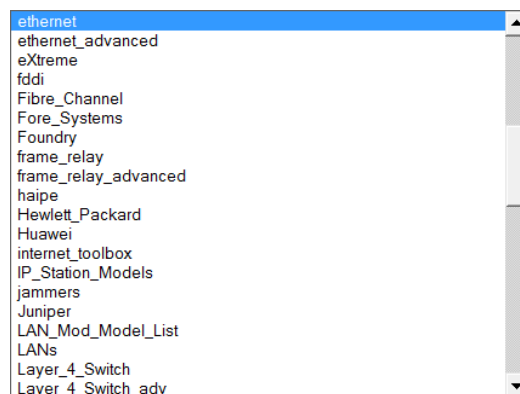 ethernet
ethernet_advanced
eXtreme
fddi
Fibre_Channel
Fore_Systems
Foundry
frame_relay
frame_relay_advanced
haipe
Hewlett_Packard
Huawei
internet_toolbox
IP_Station_Models
jammers
Juniper
LAN_Mod_Model_List
LANs
Layer_4_Switch
Layer_4_Switch_adv